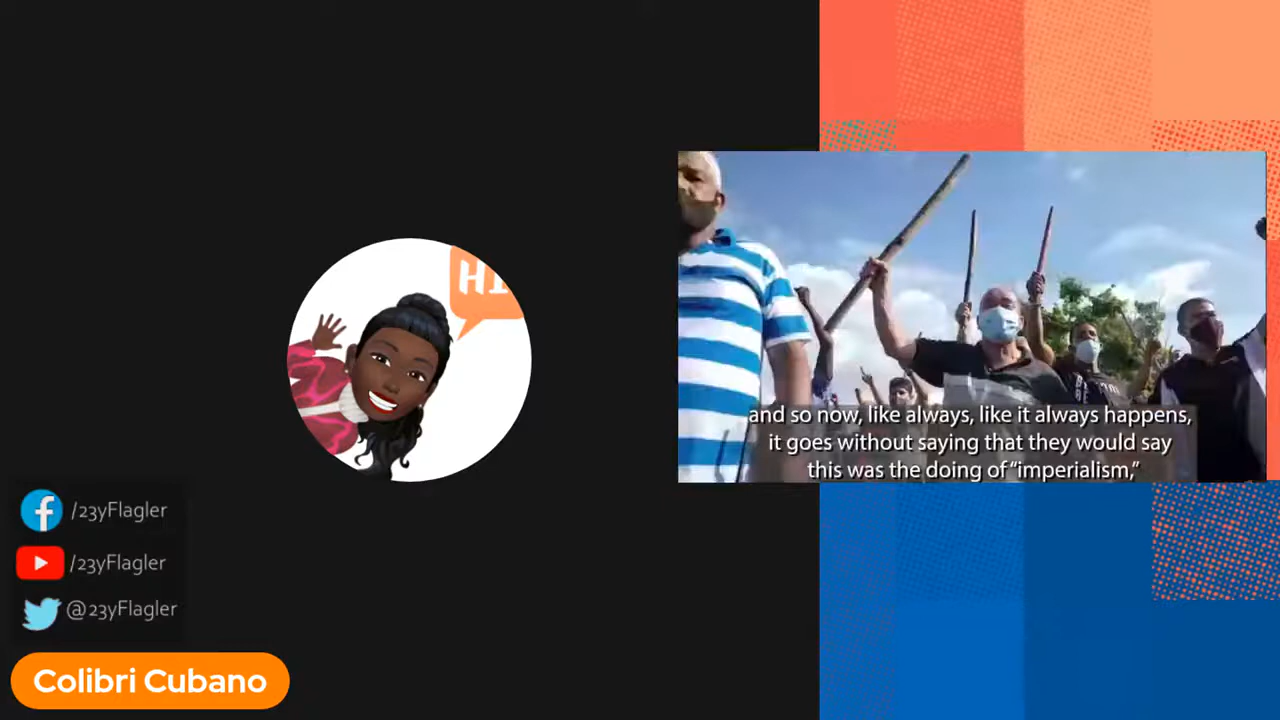 HI
and so now, like always, like it always happens,
it goes without saying that they would say
this was the doing of “imperialism,”
/23yFlagler
/23yFlagler
@23yFlagler
Colibri Cubano